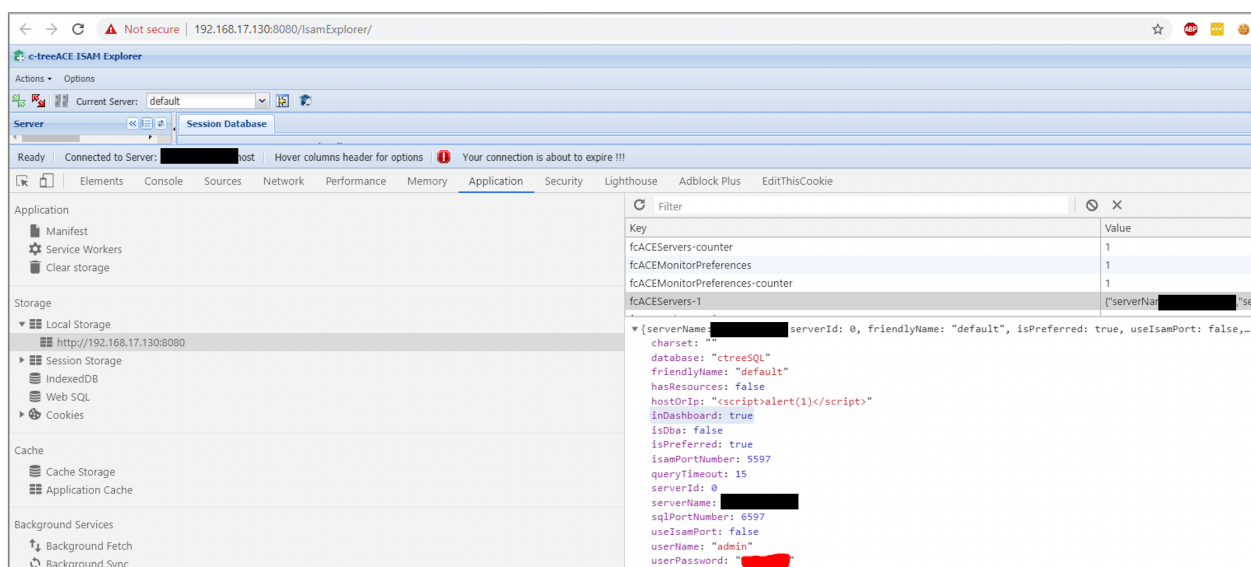 Not secure | 192.168.17.130:8080/IsamExplorer/
ABP
c-treeACE ISAM Explorer
Actions Options
Current Server: default
Server Session Database
Ready Connected to Server: host Hover columns header for options Your connection is about to expire !!!
Elements Console Sources Network Performance Memory Application Security Lighthouse Adblock Plus EditThisCookie
Application
Manifest
Service Workers
Clear storage
Storage
Local Storage
http://192.168.17.130:8080
Session Storage
IndexedDB
Web SQL
Cookies
Cache
Cache Storage
Application Cache
Background Services
Background Fetch
Background Sync
Filter
Key Value
fcACEServers-counter 1
fcACEMonitorPreferences 1
fcACEMonitorPreferences-counter 1
fcACEServers-1 {"serverNam ,"se
{serverName: serverId: 0, friendlyName: "default", isPreferred: true, useIsamPort: false,…
charset: ""
database: "ctreeSQL"
friendlyName: "default"
hasResources: false
hostOrIp: "<script>alert(1)</script>"
inDashboard: true
isDba: false
isPreferred: true
isamPortNumber: 5597
queryTimeout: 15
serverId: 0
serverName:
sqlPortNumber: 6597
useIsamPort: false
userName: "admin"
userPassword: " "